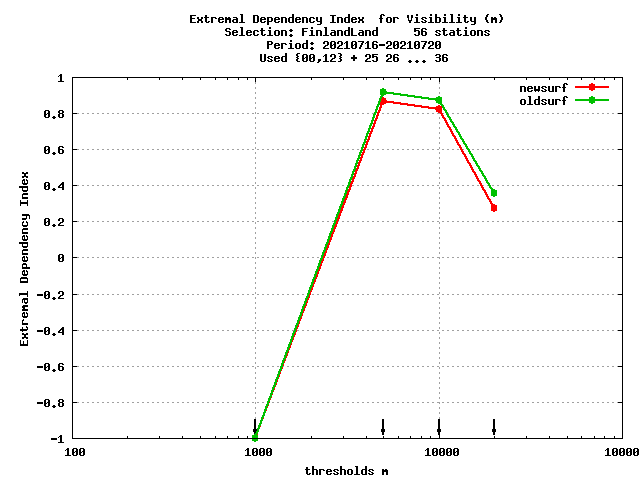 Extremal Dependency Index  for Visibility (m)
Selection: FinlandLand     56 stations
Period: 20210716-20210720
Used {00,12} + 25 26 ... 36
newsurf
oldsurf
Extremal Dependency Index
1
0.8
0.6
0.4
0.2
0
-0.2
-0.4
-0.6
-0.8
-1
100
1000
10000
10000
thresholds m